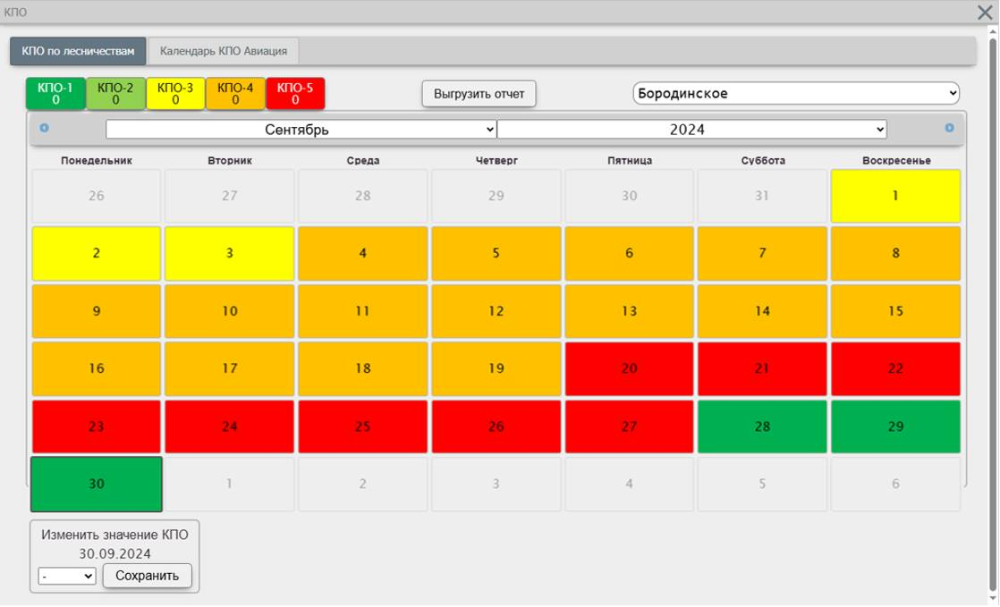 КПО
КПО по лесничествам Календарь КПО Авиация
КПО-1 КПО-2 КПО-3 КПО-4 КПО-5
0 0 0 0 0
Выгрузить отчет
Бородинское
Сентябрь 2024
Понедельник Вторник Среда Четверг Пятница Суббота Воскресенье
26 27 28 29 30 31 1
2 3 4 5 6 7 8
9 10 11 12 13 14 15
16 17 18 19 20 21 22
23 24 25 26 27 28 29
30 1 2 3 4 5 6
Изменить значение КПО
30.09.2024
- Сохранить